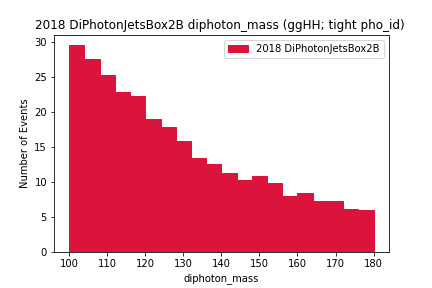 2018 DiPhotonJetsBox2B diphoton_mass (ggHH; tight pho_id)
2018 DiPhotonJetsBox2B
Number of Events
30
25
20
15
10
5
0
100 110 120 130 140 150 160 170 180
diphoton_mass